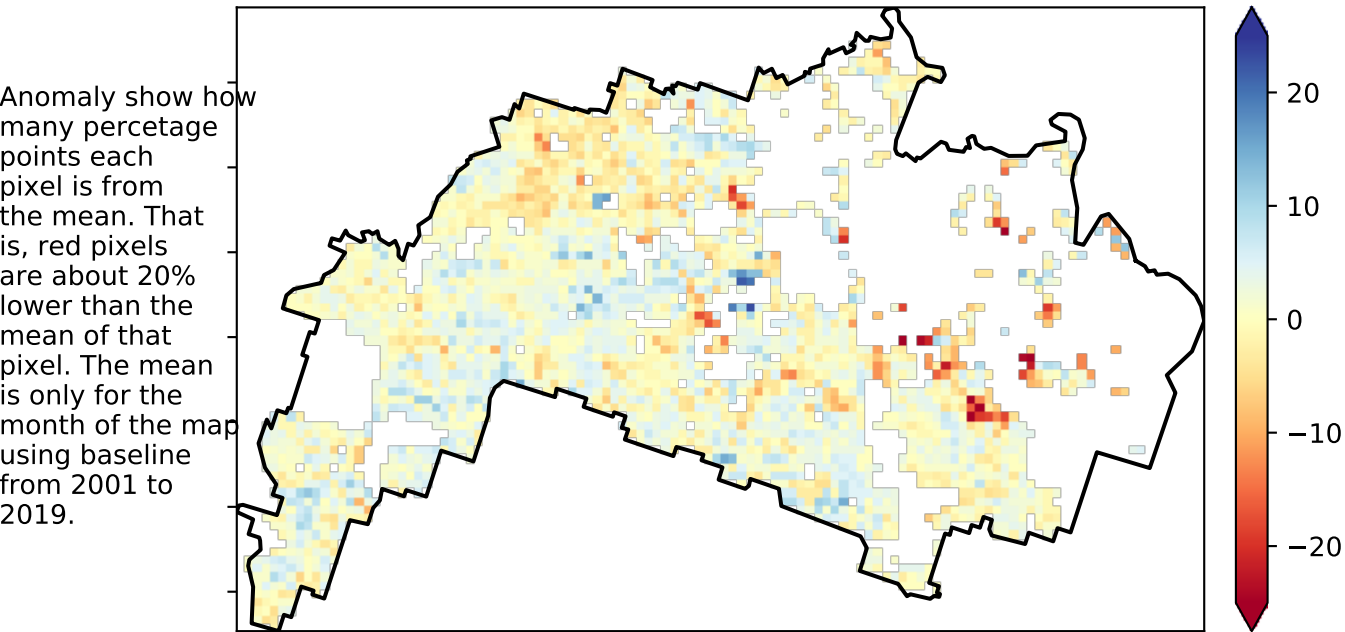 Anomaly show how
many percetage
points each
pixel is from
the mean. That
is, red pixels
are about 20%
lower than the
mean of that
pixel. The mean
is only for the
month of the map
using baseline
from 2001 to
2019.
20
10
0
−10
−20